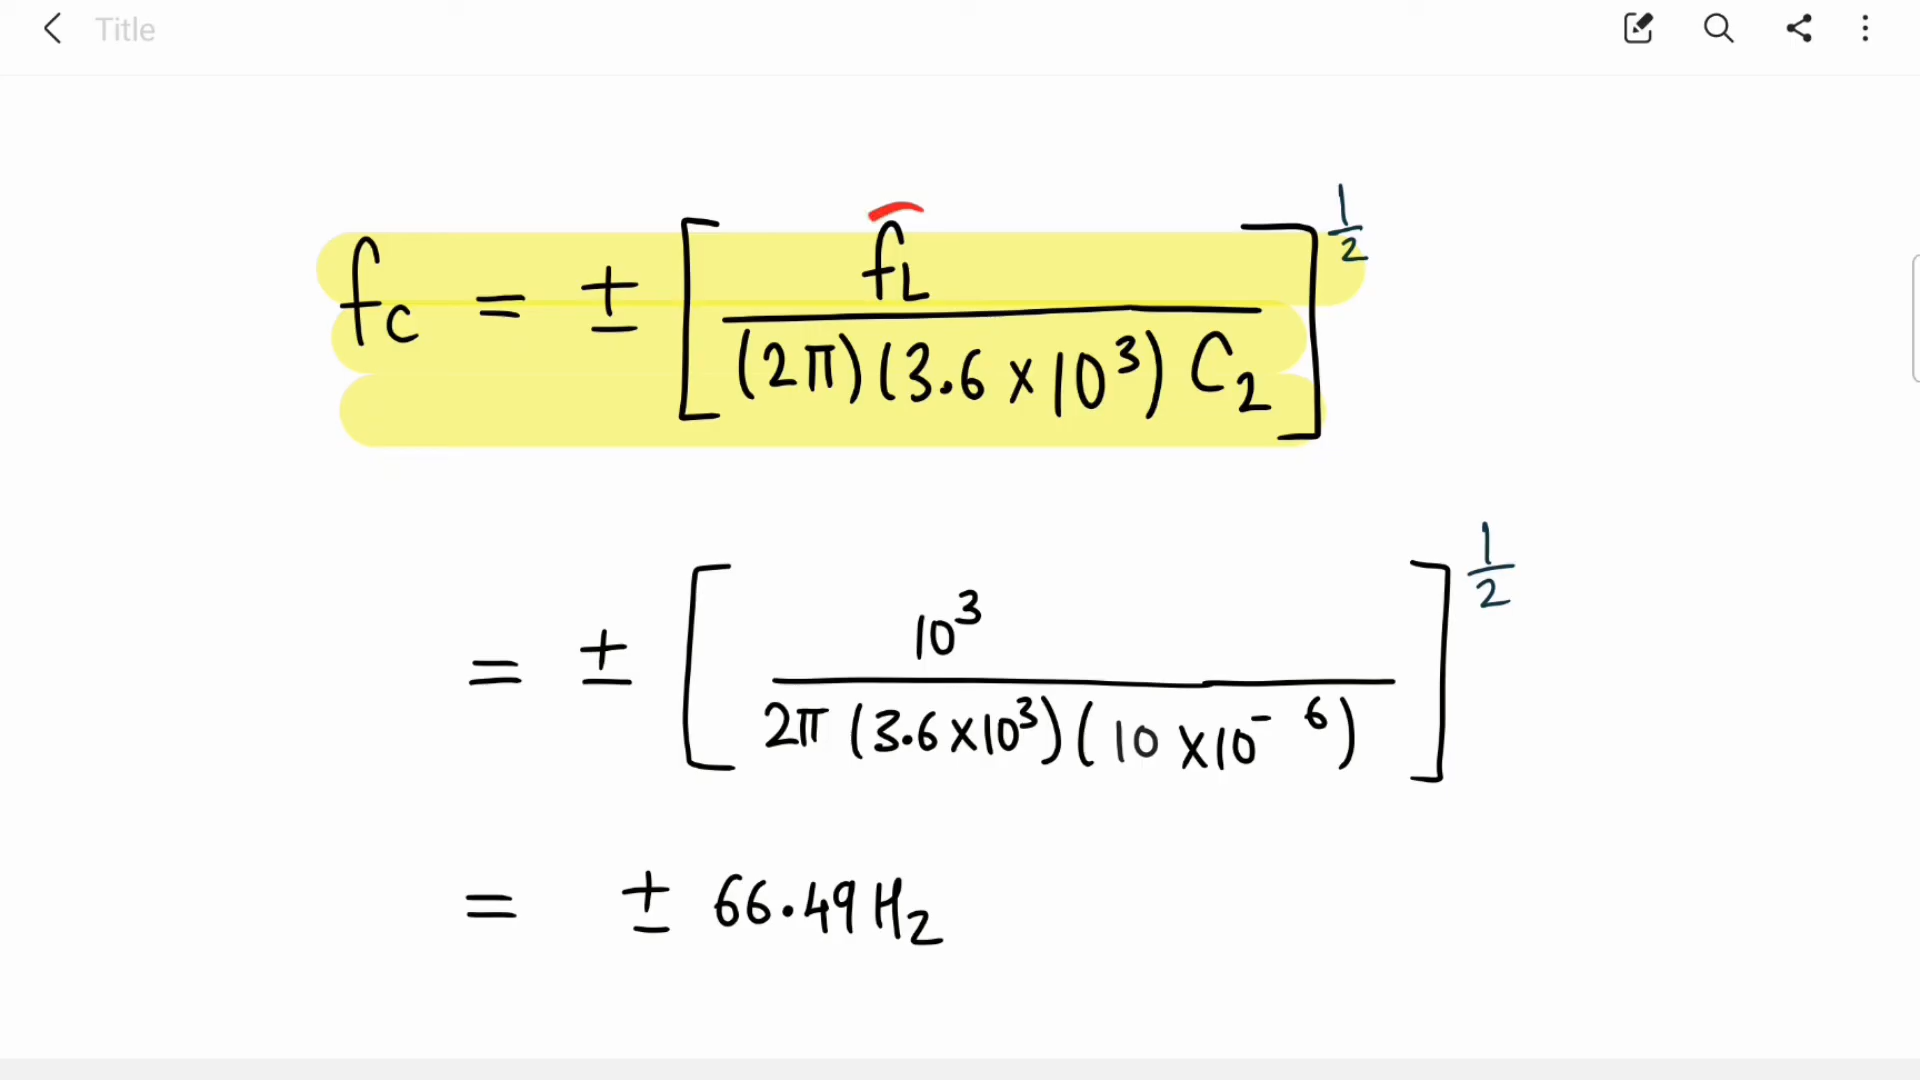 Title
fc = ± [ fL / (2π)(3.6 × 10³) C₂ ]^1/2
= ± [ 10³ / 2π (3.6×10³)(10 ×10⁻⁶) ]^1/2
= ± 66.49 Hz